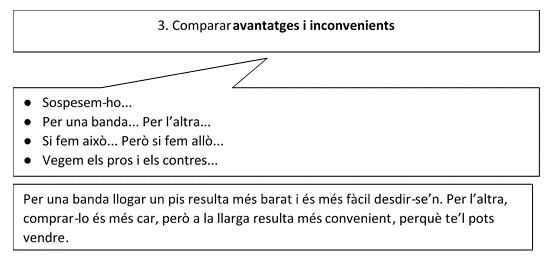 3. Comparar avantatges i inconvenients
● Sospesem-ho...
● Per una banda... Per l’altra...
● Si fem això... Però si fem allò...
● Vegem els pros i els contres...
Per una banda llogar un pis resulta més barat i és més fàcil desdir-se’n. Per l’altra,
comprar-lo és més car, però a la llarga resulta més convenient, perquè te’l pots
vendre.